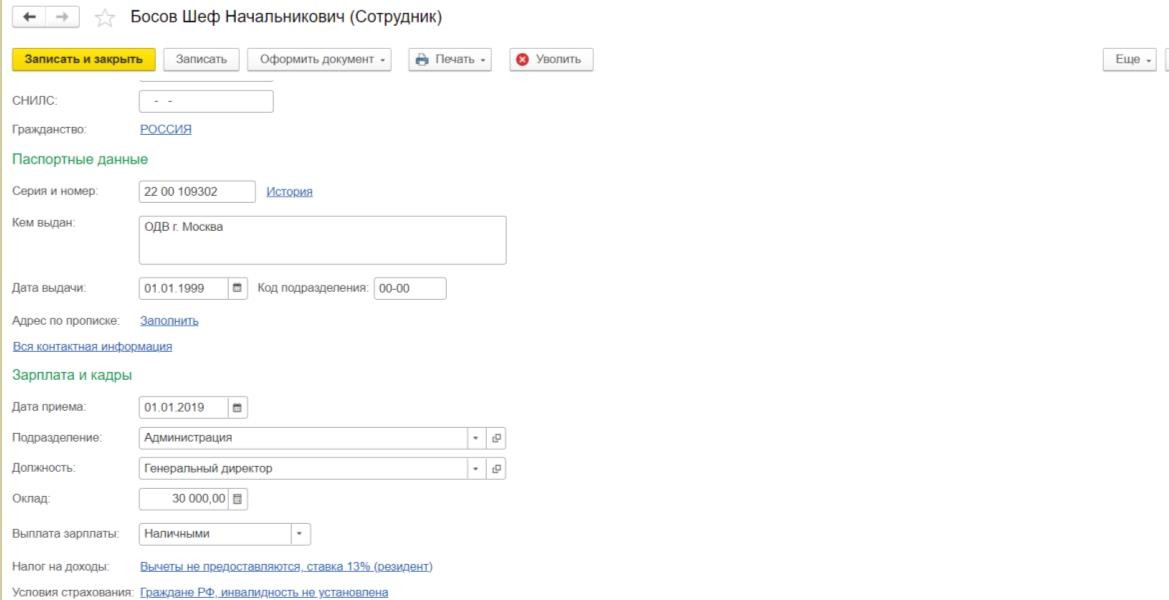 Босов Шеф Начальникович (Сотрудник)
Записать и закрыть Записать Оформить документ Печать Уволить Еще
СНИЛС: - -
Гражданство: РОССИЯ
Паспортные данные
Серия и номер: 22 00 109302 История
Кем выдан: ОДВ г. Москва
Дата выдачи: 01.01.1999 Код подразделения: 00-00
Адрес по прописке: Заполнить
Вся контактная информация
Зарплата и кадры
Дата приема: 01.01.2019
Подразделение: Администрация
Должность: Генеральный директор
Оклад: 30 000,00
Выплата зарплаты: Наличными
Налог на доходы: Вычеты не предоставляются, ставка 13% (резидент)
Условия страхования: Граждане РФ, инвалидность не установлена